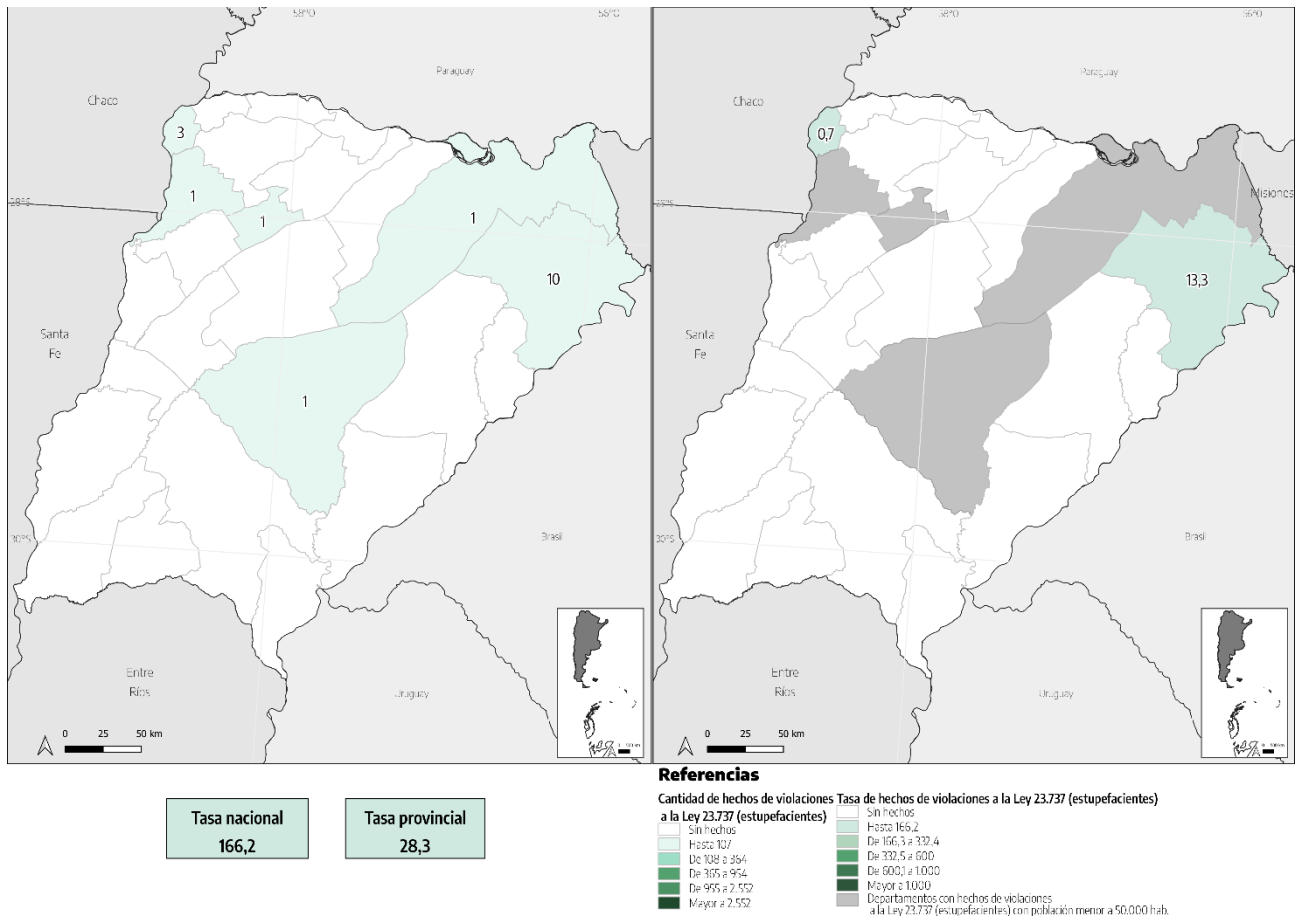 58°O
56°O
Paraguay
Chaco
3
1
1
1
10
28°S
Santa
Fe
1
30°S
Brasil
Entre
Ríos
Uruguay
0 25 50 km
58°O
56°O
Paraguay
Chaco
0,7
Misiones
28°S
13,3
Santa
Fe
30°S
Brasil
Entre
Ríos
Uruguay
0 25 50 km
Tasa nacional
166,2
Tasa provincial
28,3
Referencias
Cantidad de hechos de violaciones
a la Ley 23.737 (estupefacientes)
Sin hechos
Hasta 107
De 108 a 364
De 365 a 954
De 955 a 2.552
Mayor a 2.552
Tasa de hechos de violaciones a la Ley 23.737 (estupefacientes)
Sin hechos
Hasta 166,2
De 166,3 a 332,4
De 332,5 a 600
De 600,1 a 1.000
Mayor a 1.000
Departamentos con hechos de violaciones
a la Ley 23.737 (estupefacientes) con población menor a 50.000 hab.